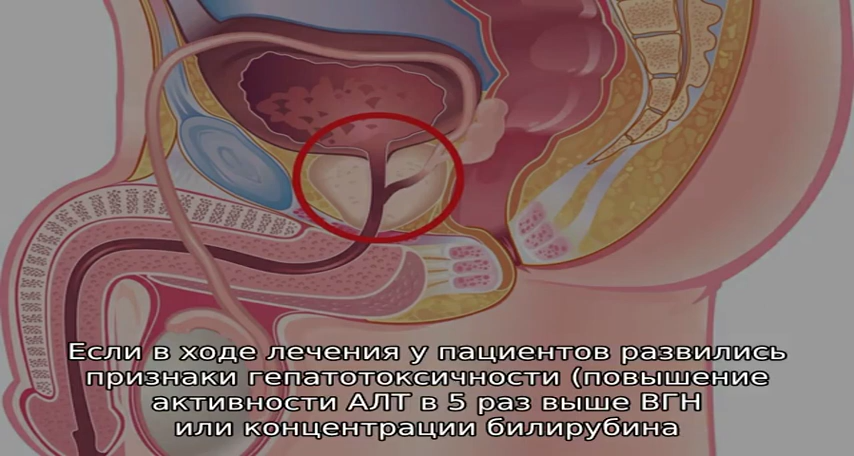 Если в ходе лечения у пациентов развились
признаки гепатотоксичности (повышение
активности АЛТ в 5 раз выше ВГН
или концентрации билирубина